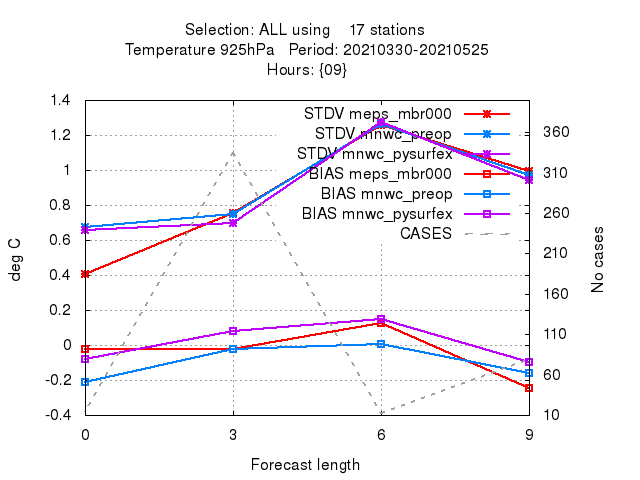 Selection: ALL using 17 stations
Temperature 925hPa Period: 20210330-20210525
Hours: {09}
STDV meps_mbr000
STDV mnwc_preop
STDV mnwc_pysurfex
BIAS meps_mbr000
BIAS mnwc_preop
BIAS mnwc_pysurfex
CASES
1.4
1.2
1
0.8
0.6
0.4
0.2
0
-0.2
-0.4
deg C
360
310
260
210
160
110
60
10
No cases
0 3 6 9
Forecast length